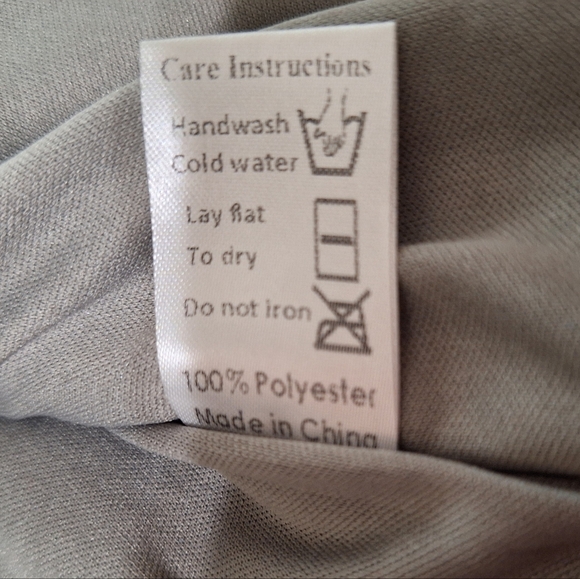 Care Instructions
Handwash
Cold water
Lay flat
To dry
Do not iron
100% Polyester
Made in China